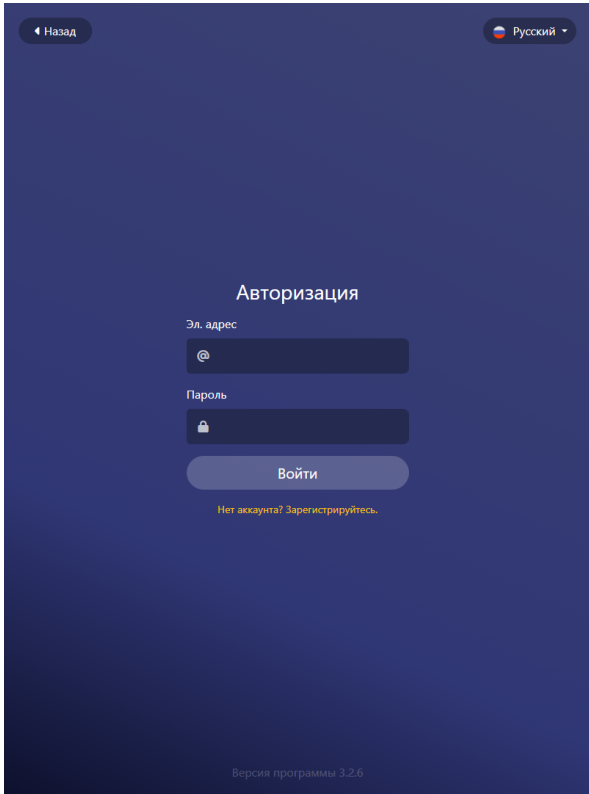 Назад
Русский
Авторизация
Эл. адрес
@
Пароль
Войти
Нет аккаунта? Зарегистрируйтесь.
Версия программы 3.2.6